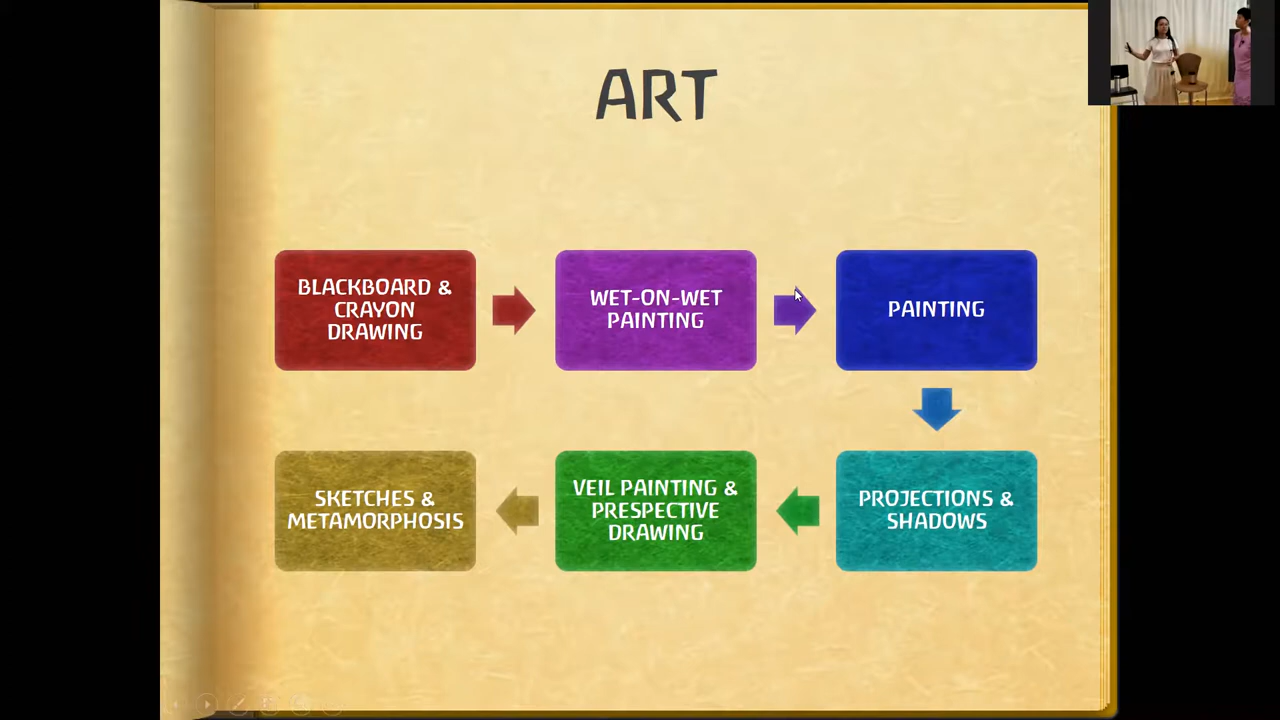 ART
BLACKBOARD &
CRAYON
DRAWING
WET-ON-WET
PAINTING
PAINTING
PROJECTIONS &
SHADOWS
VEIL PAINTING &
PRESPECTIVE
DRAWING
SKETCHES &
METAMORPHOSIS